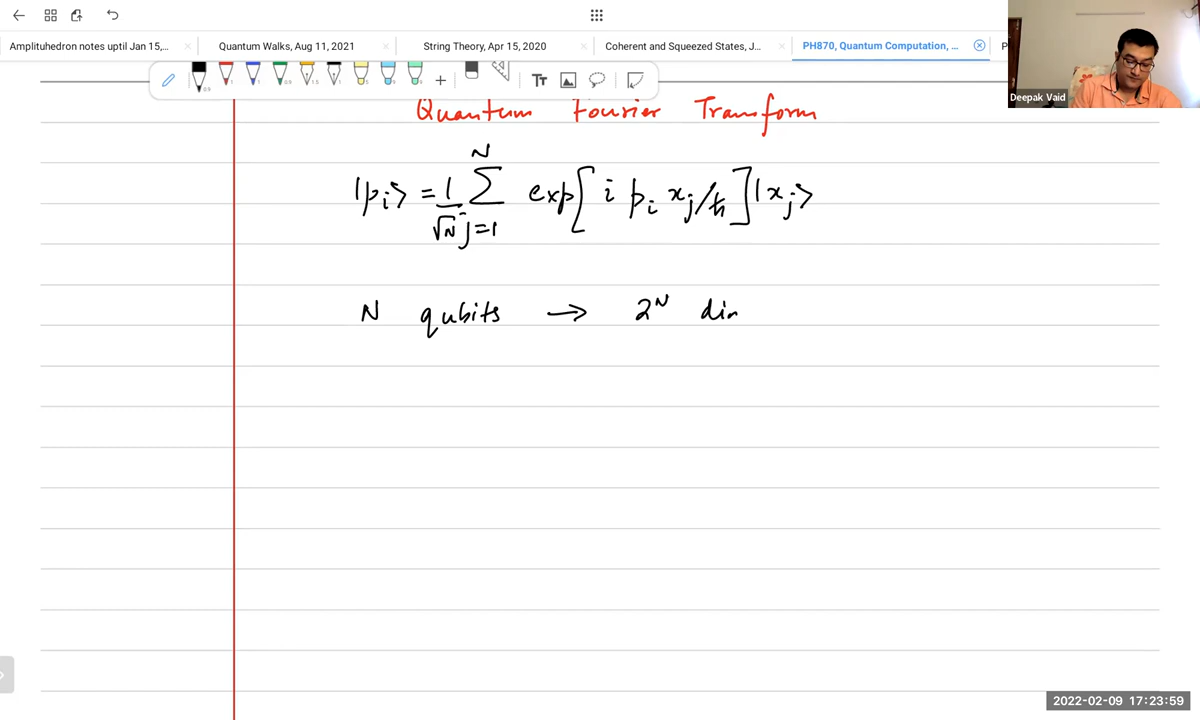 Amplituhedron notes uptil Jan 15,...
Quantum Walks, Aug 11, 2021
String Theory, Apr 15, 2020
Coherent and Squeezed States, J...
PH870, Quantum Computation, ...
P
Deepak Vaid
Tt
Quantum Fourier Transform
|p_i> = 1/√N Σ_{j=1}^{N} exp[i p_i x_j/ħ]|x_j>
N qubits → 2^N din
2022-02-09 17:23:59